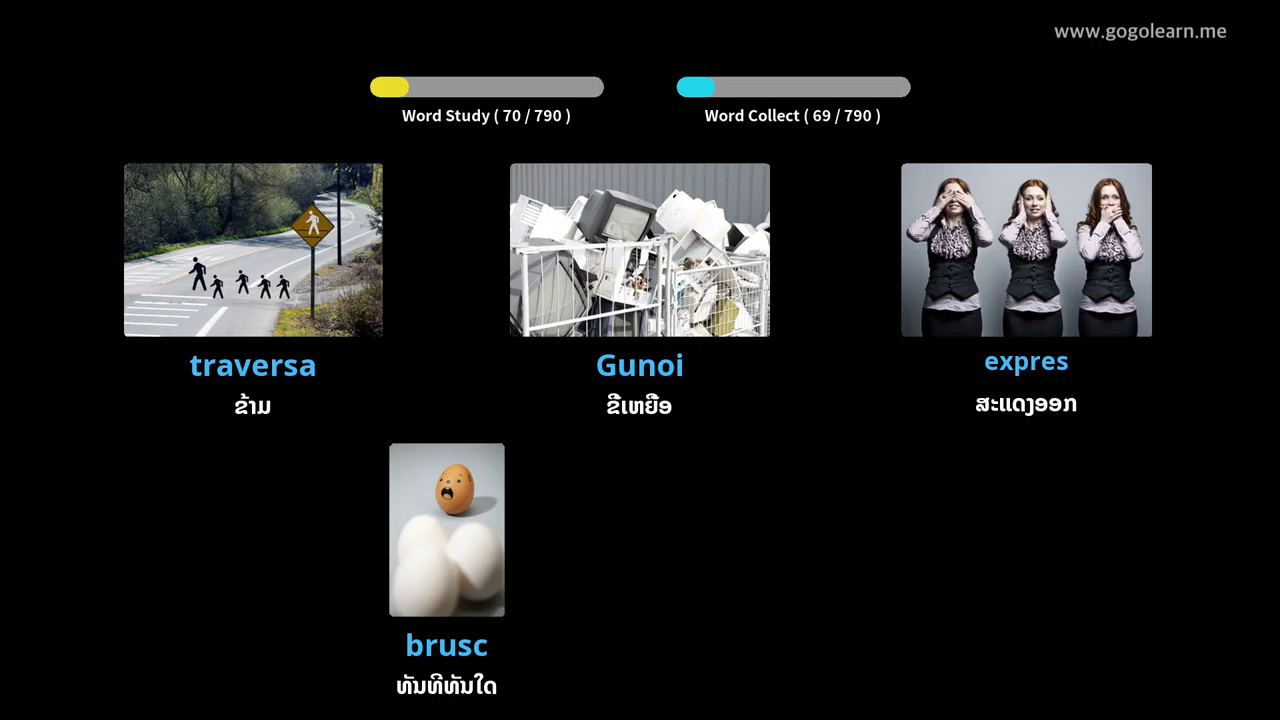 www.gogolearn.me
Word Study ( 70 / 790 )
Word Collect ( 69 / 790 )
traversa
Gunoi
expres
ຂ້າມ
ຂີ້ເຫຍື້ອ
ສະແດງອອກ
brusc
ທັນທີທັນໃດ